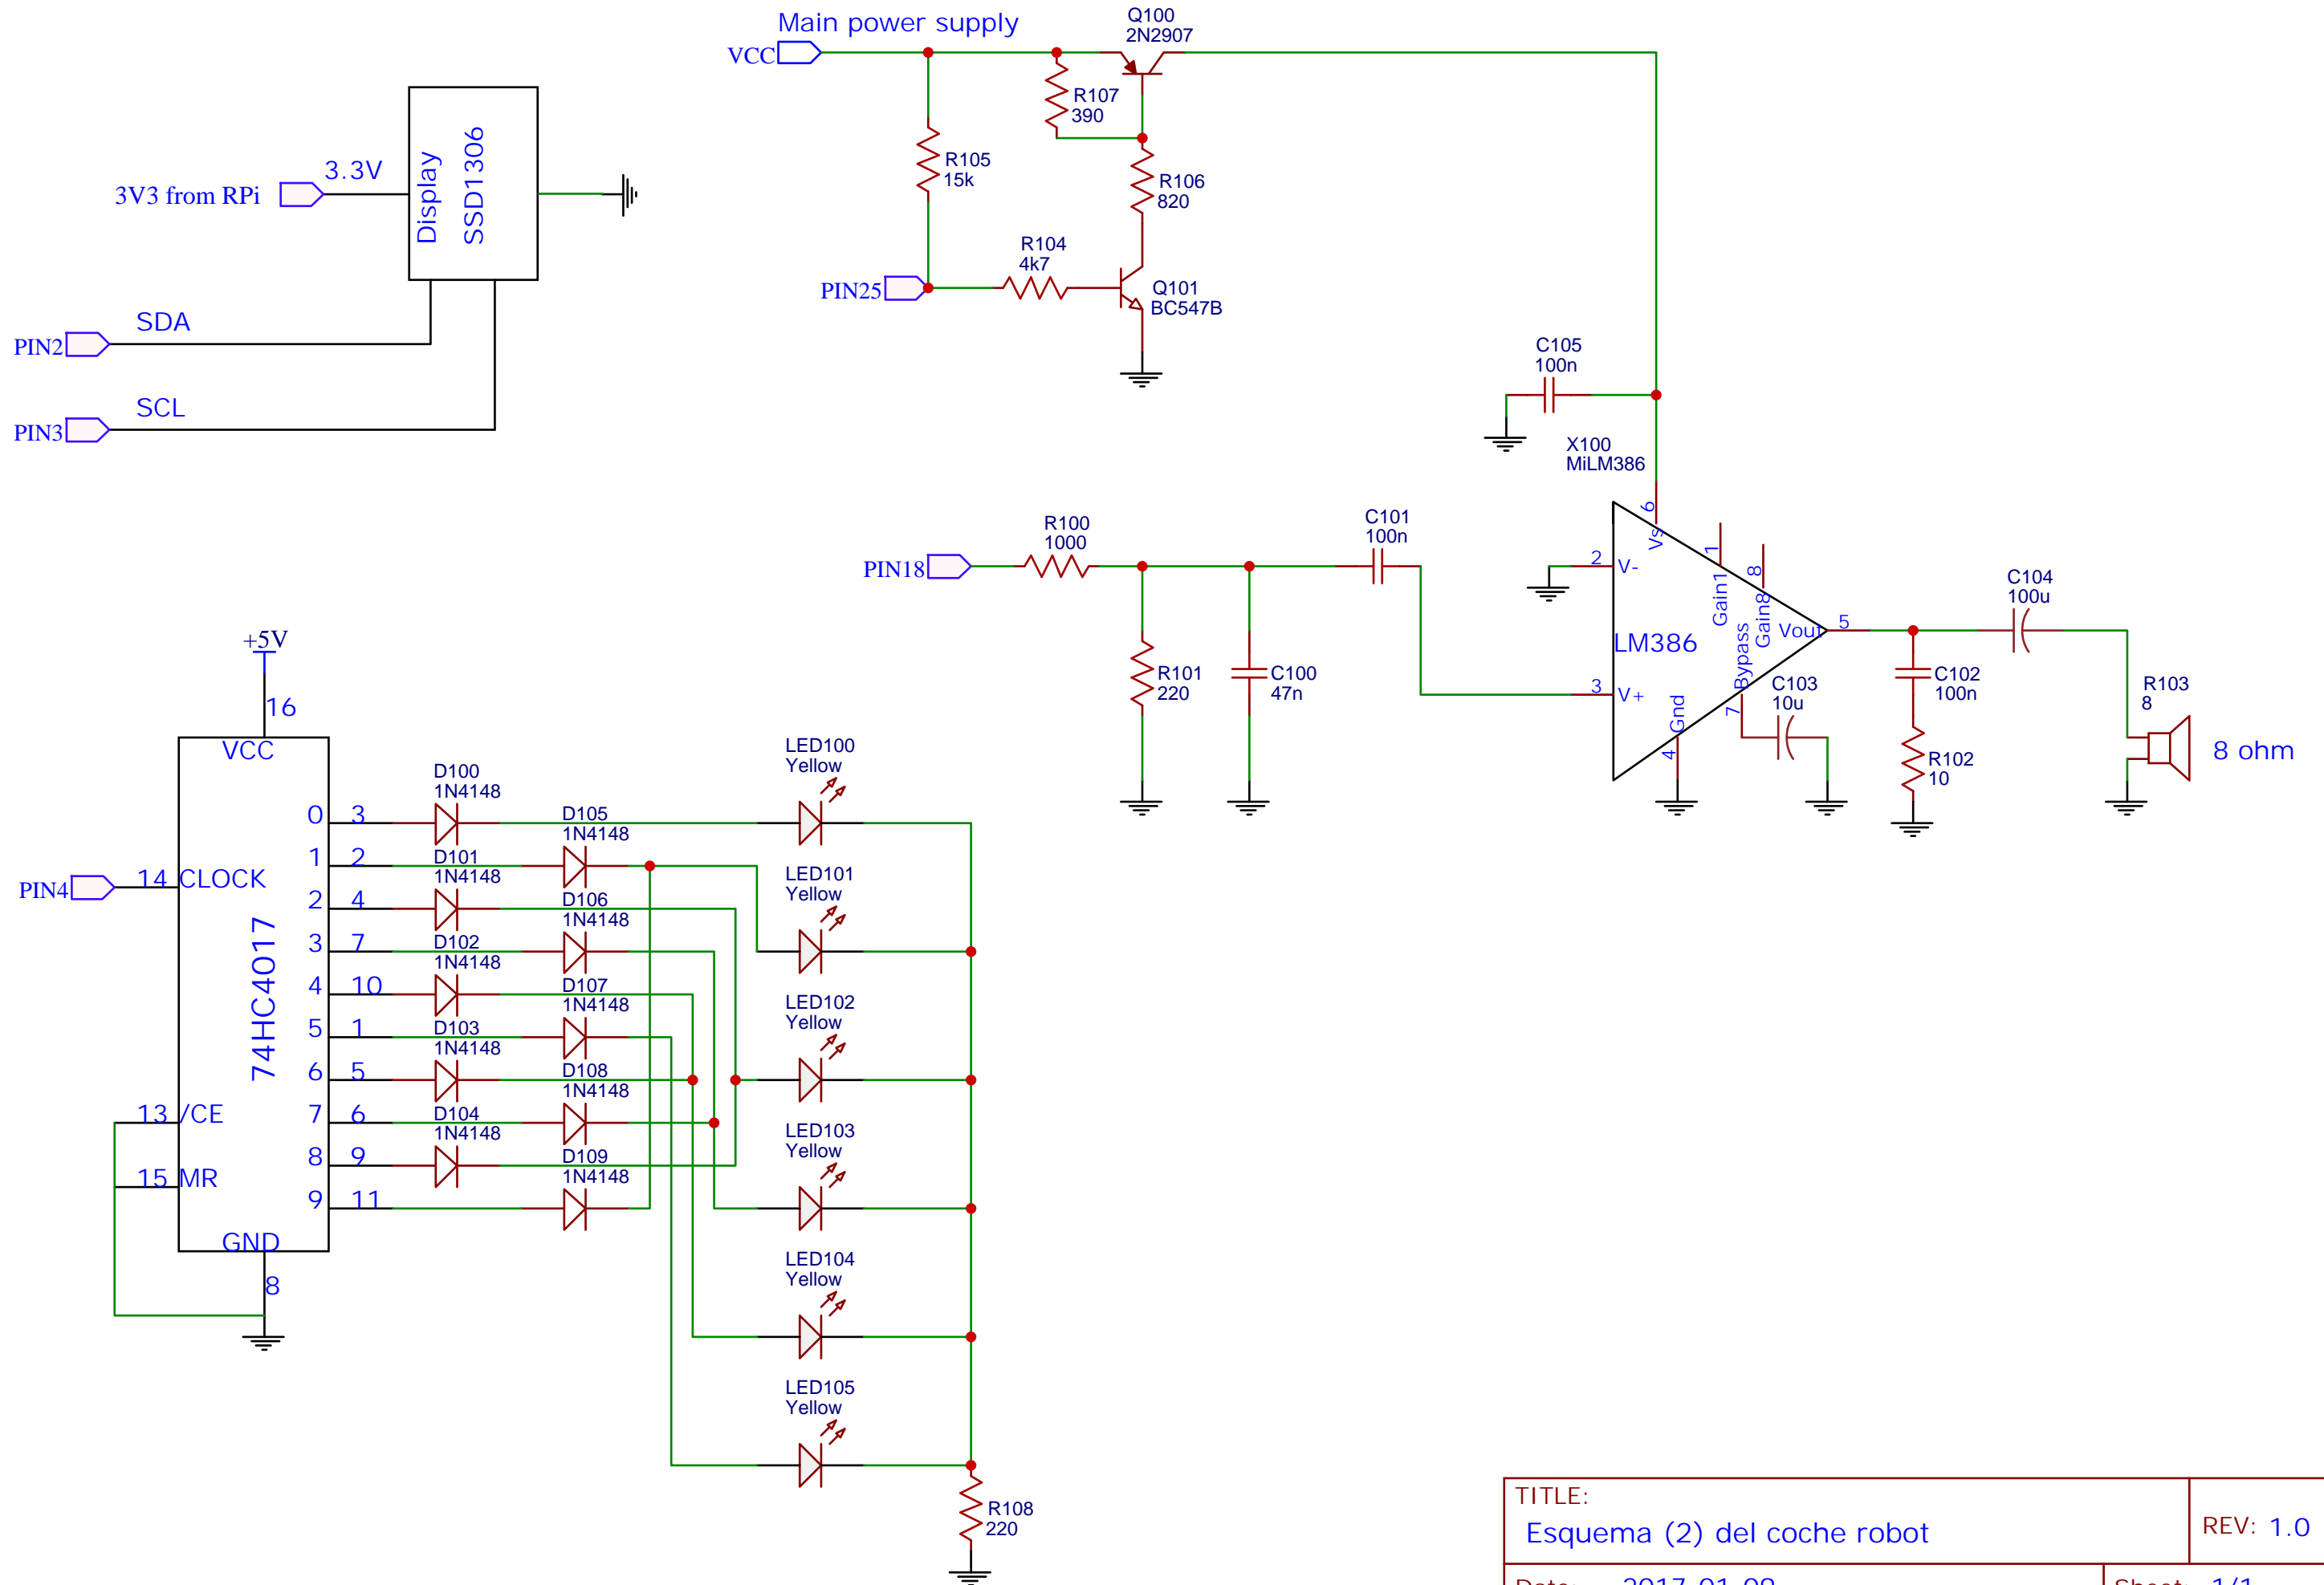 Main power supply
VCC
Q100
2N2907
R107
390
R105
15k
R106
820
R104
4k7
PIN25
Q101
BC547B
3V3 from RPi
3.3V
Display
SSD1306
PIN2
SDA
PIN3
SCL
C105
100n
X100
MiLM386
PIN18
R100
1000
C101
100n
R101
220
C100
47n
6
Vs
1
Gain1
8
Gain8
2
V-
LM386
3
V+
Vout
5
Bypass
7
Gnd
4
C103
10u
C104
100u
C102
100n
R102
10
R103
8
8 ohm
+5V
16
VCC
PIN4
14
CLOCK
74HC4017
13
/CE
15
MR
GND
8
0 3
1 2
2 4
3 7
4 10
5 1
6 5
7 6
8 9
9 11
D100
1N4148
D105
1N4148
D101
1N4148
D106
1N4148
D102
1N4148
D107
1N4148
D103
1N4148
D108
1N4148
D104
1N4148
D109
1N4148
LED100
Yellow
LED101
Yellow
LED102
Yellow
LED103
Yellow
LED104
Yellow
LED105
Yellow
R108
220
TITLE:
Esquema (2) del coche robot
REV: 1.0
Date: 2017-01-08
Sheet: 1/1